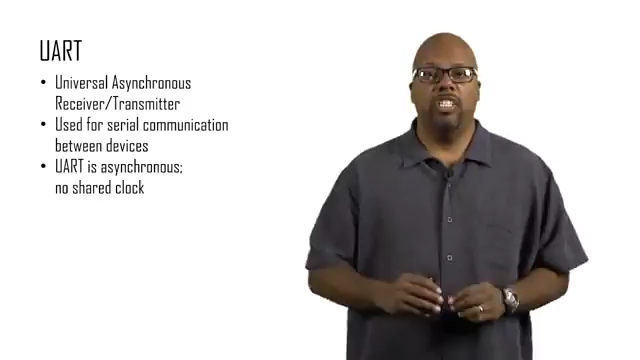 UART
• Universal Asynchronous
Receiver/Transmitter
• Used for serial communication
between devices
• UART is asynchronous;
no shared clock